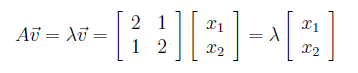 $A\vec{v} = \lambda\vec{v} = \begin{bmatrix} 2 & 1 \\ 1 & 2 \end{bmatrix} \begin{bmatrix} x_1 \\ x_2 \end{bmatrix} = \lambda \begin{bmatrix} x_1 \\ x_2 \end{bmatrix}$